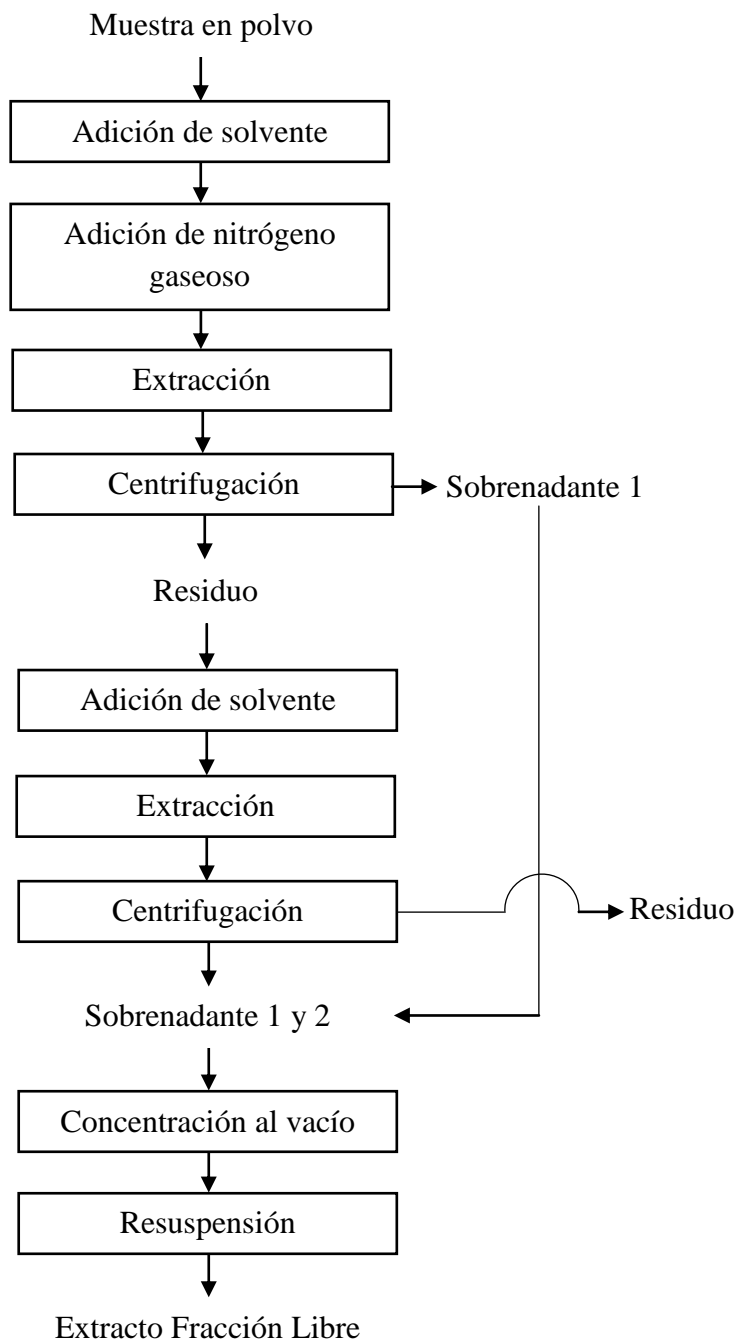 Muestra en polvo
Adición de solvente
Adición de nitrógeno
gaseoso
Extracción
Centrifugación
Sobrenadante 1
Residuo
Adición de solvente
Extracción
Centrifugación
Residuo
Sobrenadante 1 y 2
Concentración al vacío
Resuspensión
Extracto Fracción Libre